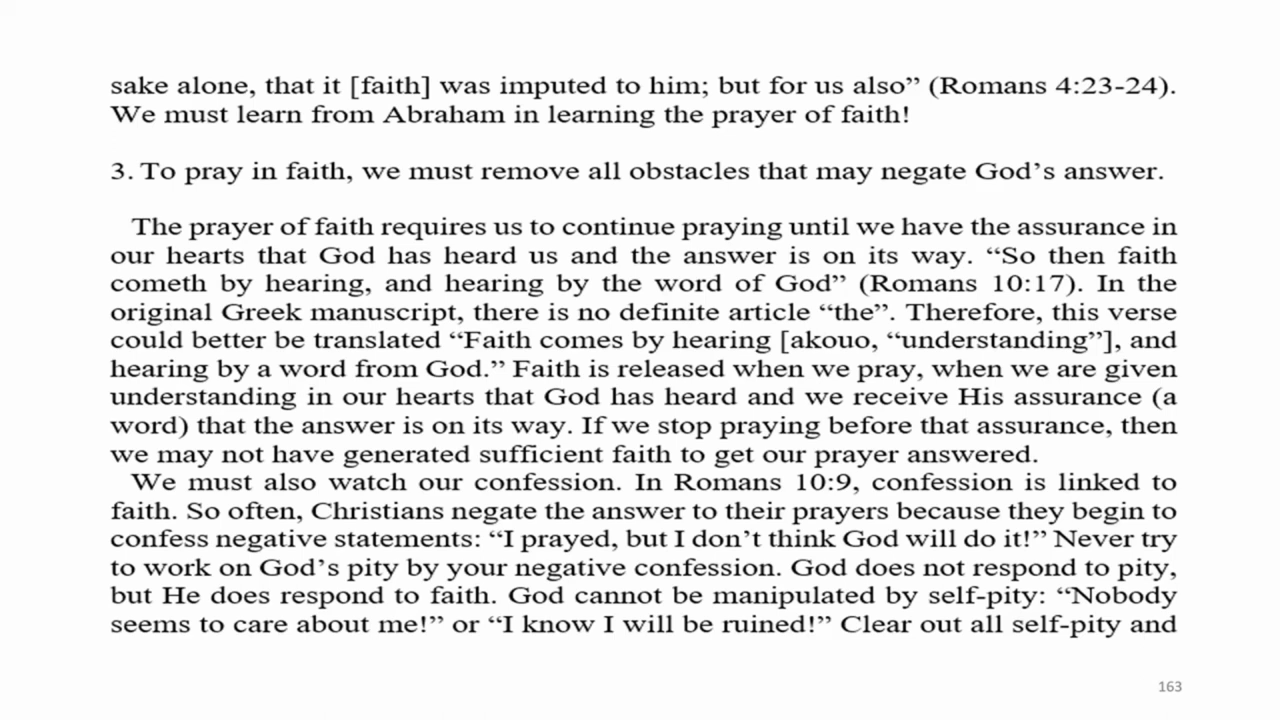 sake alone, that it [faith] was imputed to him; but for us also” (Romans 4:23-24).
We must learn from Abraham in learning the prayer of faith!
3. To pray in faith, we must remove all obstacles that may negate God’s answer.
The prayer of faith requires us to continue praying until we have the assurance in
our hearts that God has heard us and the answer is on its way. “So then faith
cometh by hearing, and hearing by the word of God” (Romans 10:17). In the
original Greek manuscript, there is no definite article “the”. Therefore, this verse
could better be translated “Faith comes by hearing [akouo, “understanding”], and
hearing by a word from God.” Faith is released when we pray, when we are given
understanding in our hearts that God has heard and we receive His assurance (a
word) that the answer is on its way. If we stop praying before that assurance, then
we may not have generated sufficient faith to get our prayer answered.
We must also watch our confession. In Romans 10:9, confession is linked to
faith. So often, Christians negate the answer to their prayers because they begin to
confess negative statements: “I prayed, but I don’t think God will do it!” Never try
to work on God’s pity by your negative confession. God does not respond to pity,
but He does respond to faith. God cannot be manipulated by self-pity: “Nobody
seems to care about me!” or “I know I will be ruined!” Clear out all self-pity and
163